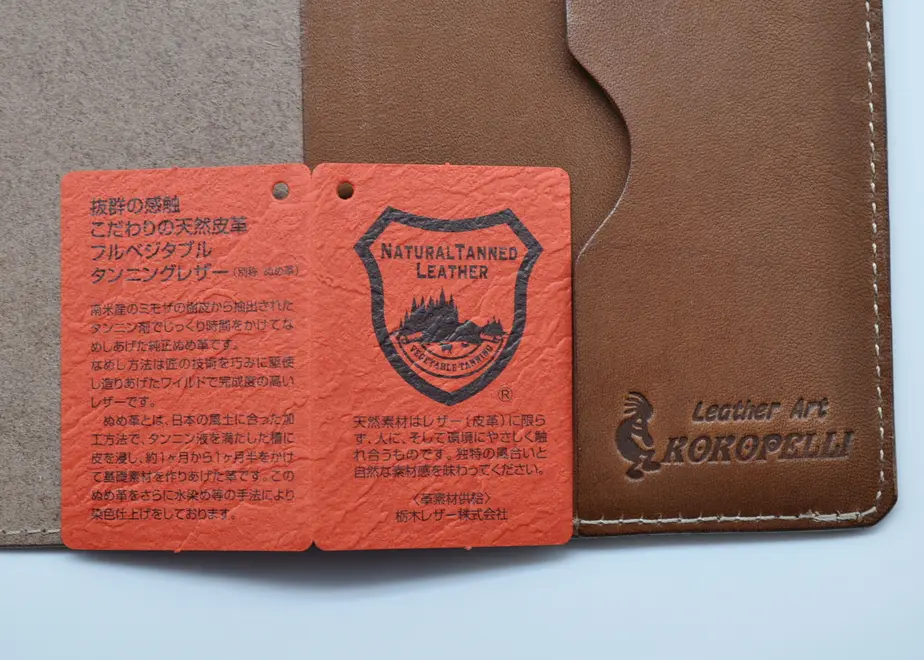 抜群の感触
こだわりの天然皮革
フルベジタブル
タンニングレザー(別称 ぬめ革)
南米産のミモザの樹皮から抽出された
タンニン剤でじっくり時間をかけてな
めしあげた純正ぬめ革です。
なめし方法は匠の技術を巧みに駆使
し造りあげたワイルドで完成度の高い
レザーです。
ぬめ革とは、日本の風土に合った加
工方法で、タンニン液を満たした槽に
皮を浸し、約1ヶ月から1ヶ月半をかけ
て基礎素材を作りあげた革です。この
ぬめ革をさらに水染め等の手法により
染色仕上げをしております。
NATURAL TANNED
LEATHER
VEGETABLE TANNING
®
天然素材はレザー(皮革)に限ら
ず、人に、そして環境にやさしく触
れ合うものです。独特の風合いと
自然な素材感を味わってください。
〈革素材供給〉
栃木レザー株式会社
Leather Art
KOKOPELLI